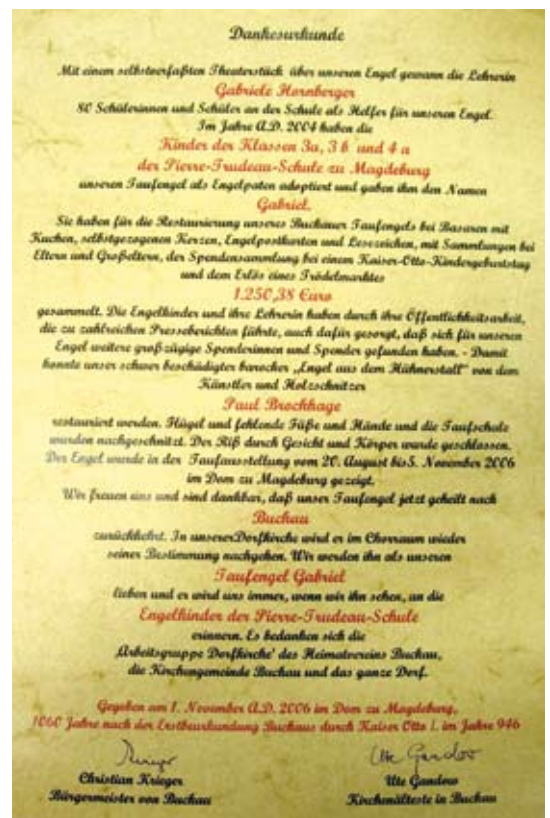 Dankesurkunde
Mit einem selbstverfaßten Theaterstück über unseren Engel gewann die Lehrerin
Gabriele Hornberger
80 Schülerinnen und Schüler an der Schule als Helfer für unseren Engel.
Im Jahre A.D. 2004 haben die
Kinder der Klassen 3a, 3 b und 4 a
der Pierre-Trudeau-Schule zu Magdeburg
unseren Taufengel als Engelpaten adoptiert und gaben ihm den Namen
Gabriel.
Sie haben für die Restaurierung unseres Buckauer Taufengels bei Basaren mit
Kuchen, selbstgezogenen Kerzen, Engelpostkarten und Lesezeichen, mit Sammlungen bei
Eltern und Großeltern, der Spendensammlung bei einem Kaiser-Otto-Kindergeburtstag
und dem Erlös eines Trödelmarktes
1.250,38 Euro
gesammelt. Die Engelkinder und ihre Lehrerin haben durch ihre Öffentlichkeitsarbeit,
die zu zahlreichen Presseberichten führte, auch dafür gesorgt, daß sich für unseren
Engel weitere großzügige Spenderinnen und Spender gefunden haben. - Damit
konnte unser schwer beschädigter barocker „Engel aus dem Hühnerstall" von dem
Künstler und Holzschnitzer
Paul Brockhage
restauriert werden. Flügel und fehlende Füße und Hände und die Taufschale
wurden nachgeschnitzt. Der Riß durch Gesicht und Körper wurde geschlossen.
Der Engel wurde in der Taufausstellung vom 20. August bis5. November 2006
im Dom zu Magdeburg gezeigt.
Wir freuen uns und sind dankbar, daß unser Taufengel jetzt geheilt nach
Buckau
zurückkehrt. In unsererDorfkirche wird er im Chorraum wieder
seiner Bestimmung nachgehen. Wir werden ihn als unseren
Taufengel Gabriel
lieben und er wird uns immer, wenn wir ihn sehen, an die
Engelkinder der Pierre-Trudeau-Schule
erinnern. Es bedanken sich die
‚Arbeitsgruppe Dorfkirche' des Heimatvereins Buckau,
die Kirchengemeinde Buckau und das ganze Dorf.
Gegeben am 1. November A.D. 2006 im Dom zu Magdeburg,
1060 Jahre nach der Erstbeurkundung Buckaus durch Kaiser Otto I. im Jahre 946
Krieger Ute Gandow
Christian Krieger Ute Gandow
Bürgermeister von Buckau Kirchenälteste in Buckau